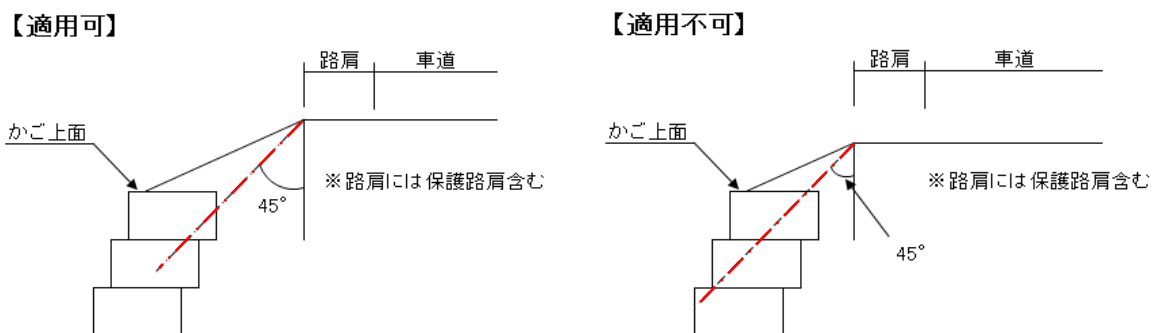 【適用可】
路肩 車道
かご上面
※路肩には保護路肩含む
45°
【適用不可】
路肩 車道
かご上面
※路肩には保護路肩含む
45°